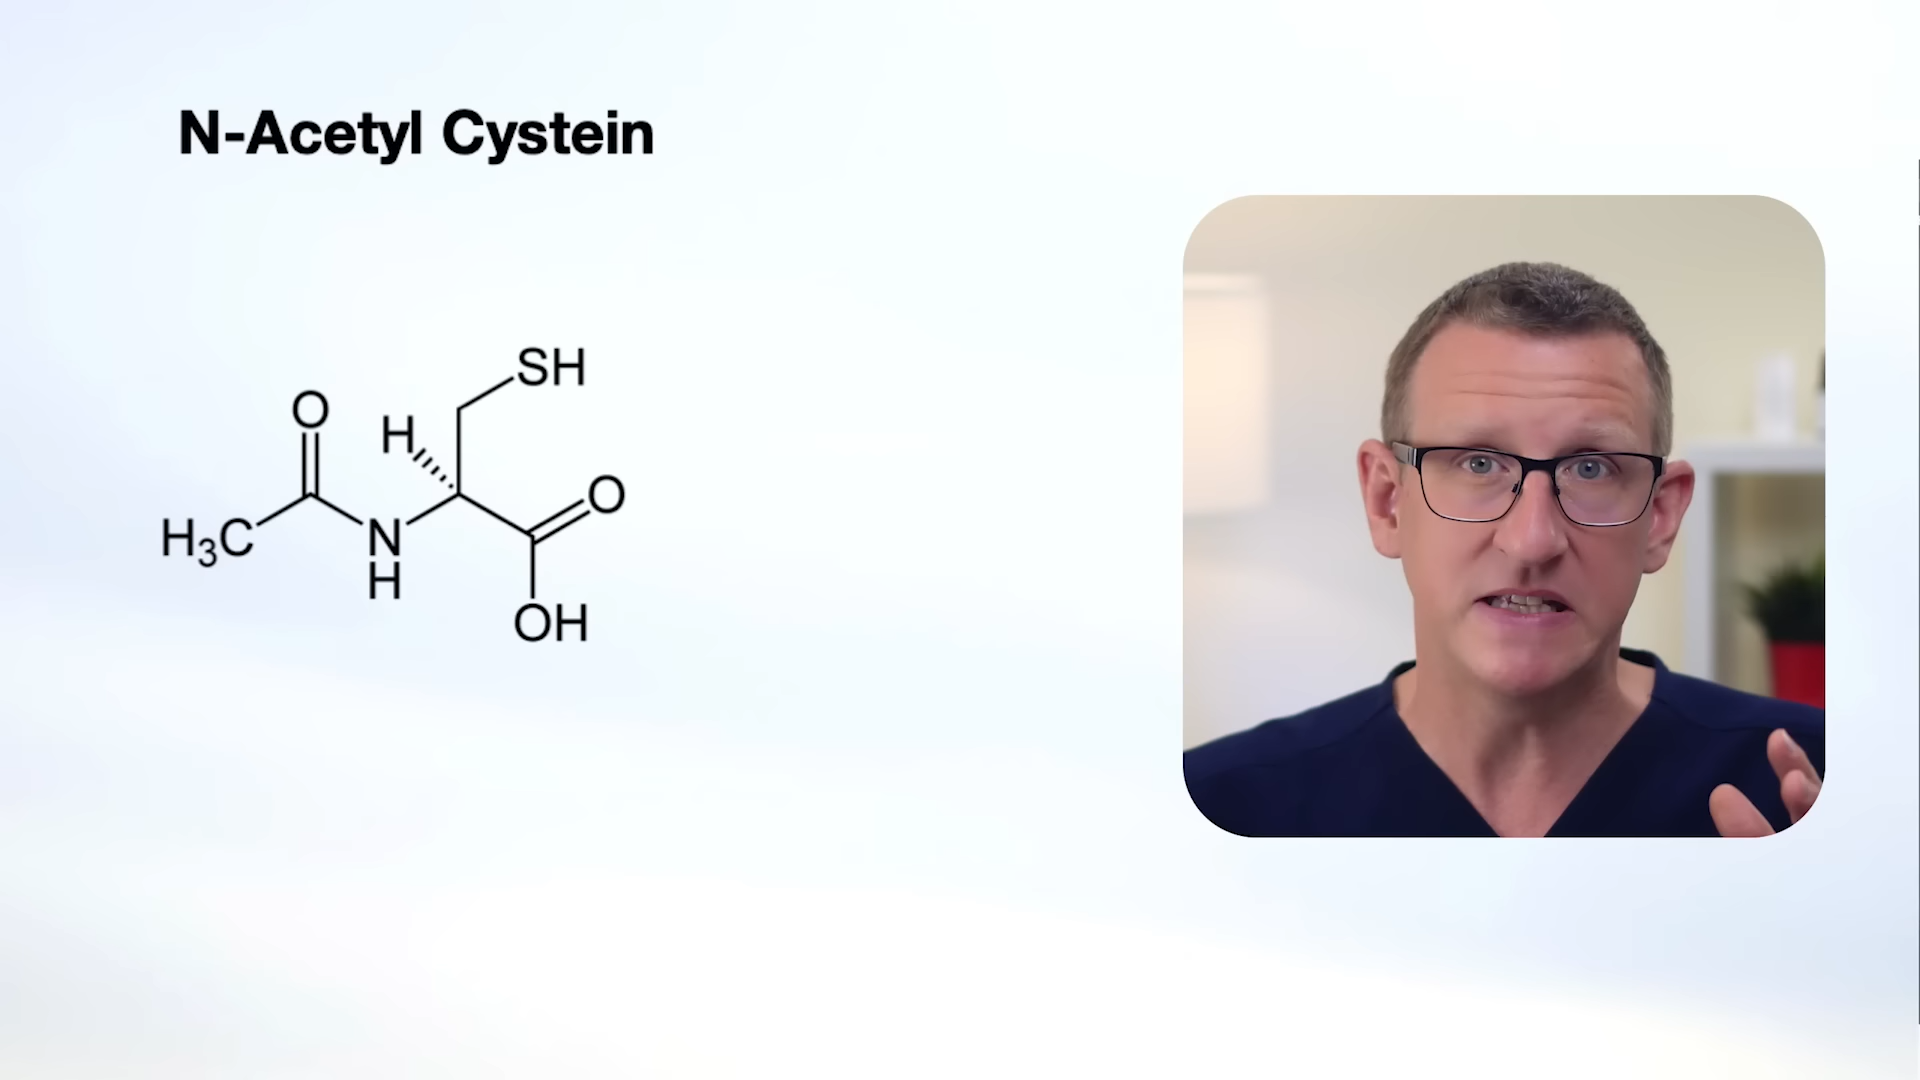 N-Acetyl Cystein
SH
O
H
O
H₃C
N
H
OH